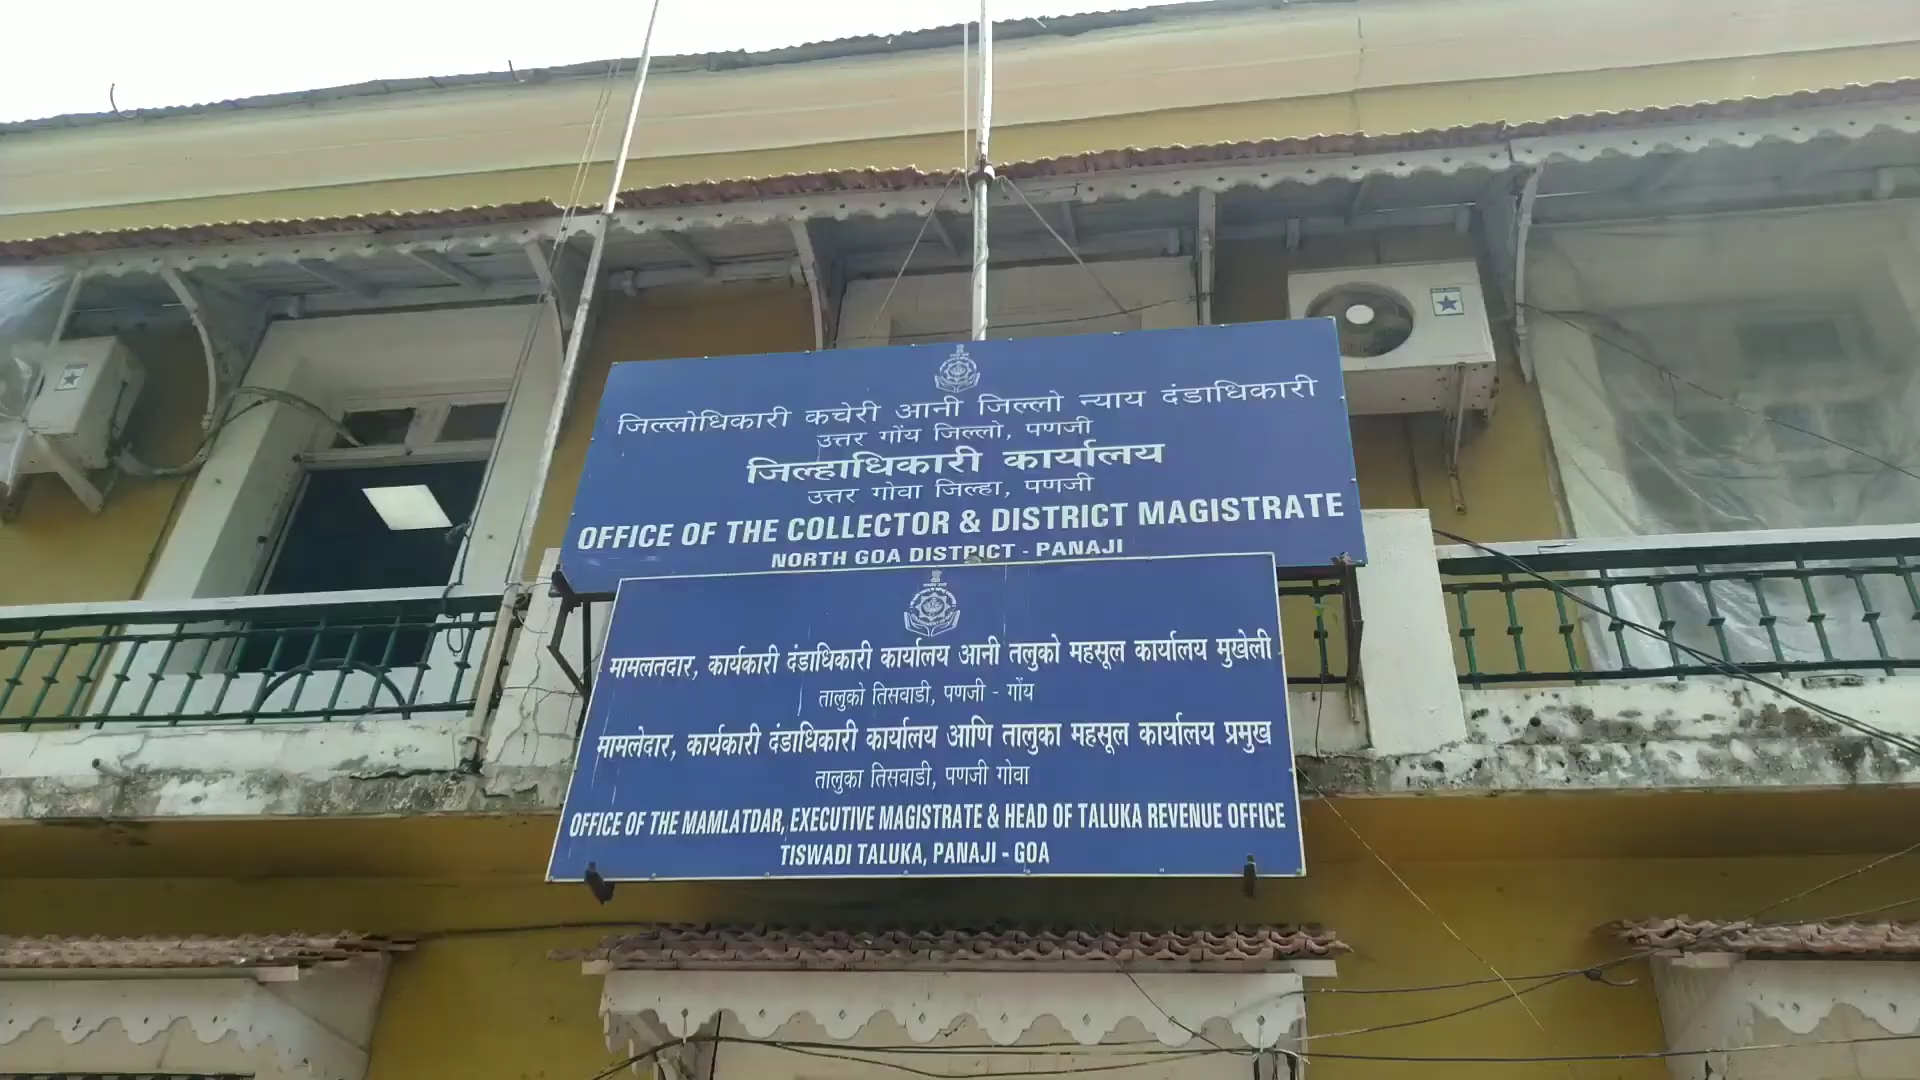 जिल्लोधिकारी कचेरी आनी जिल्लो न्याय दंडाधिकारी
उत्तर गोंय जिल्लो, पणजी
जिल्हाधिकारी कार्यालय
उत्तर गोवा जिल्हा, पणजी
OFFICE OF THE COLLECTOR & DISTRICT MAGISTRATE
NORTH GOA DISTRICT - PANAJI
मामलतदार, कार्यकारी दंडाधिकारी कार्यालय आनी तलुको महसूल कार्यालय मुखेली
तालुको तिसवाडी, पणजी - गोंय
मामलेदार, कार्यकारी दंडाधिकारी कार्यालय आणि तालुका महसूल कार्यालय प्रमुख
तालुका तिसवाडी, पणजी गोवा
OFFICE OF THE MAMLATDAR, EXECUTIVE MAGISTRATE & HEAD OF TALUKA REVENUE OFFICE
TISWADI TALUKA, PANAJI - GOA